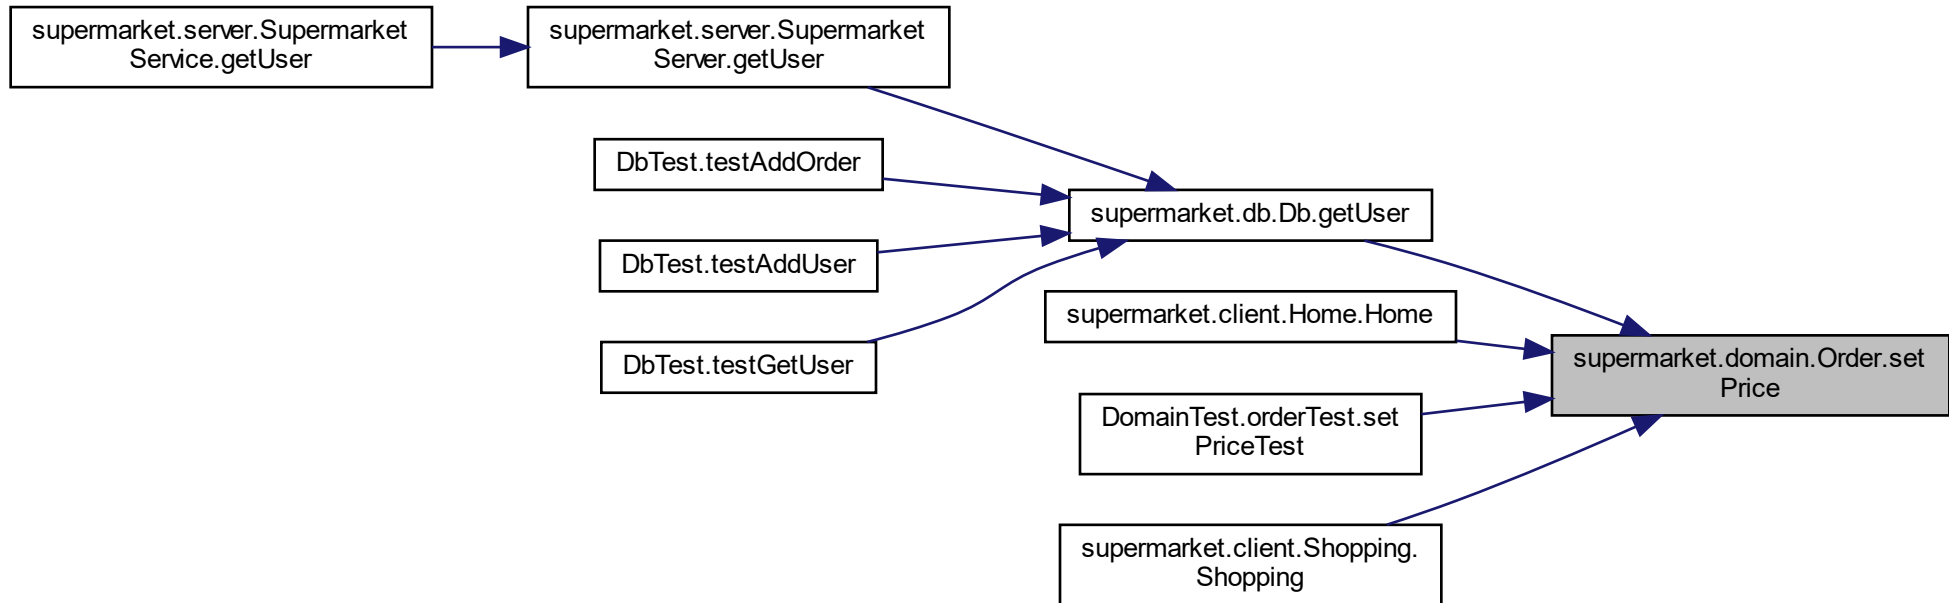 supermarket.server.Supermarket
Service.getUser
supermarket.server.Supermarket
Server.getUser
DbTest.testAddOrder
supermarket.db.Db.getUser
DbTest.testAddUser
supermarket.client.Home.Home
DbTest.testGetUser
supermarket.domain.Order.set
Price
DomainTest.orderTest.set
PriceTest
supermarket.client.Shopping.
Shopping